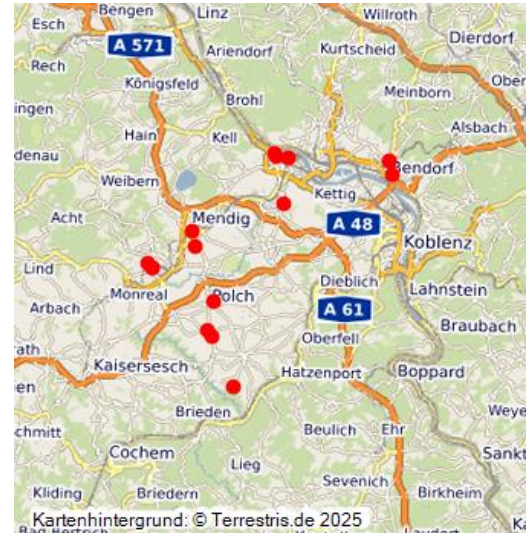 Esch
Bengen
Linz
Willroth
Dierdorf
A 571
Ariendorf
Kurtscheid
Rech
Königsfeld
Ober
Meinborn
ingen
Brohl
Alsbach
Hain
Kell
denau
Bendorf
Weibern
Kettig
Acht
Mendig
A 48
Koblenz
Lind
Dieblich
Lahnstein
Monreal
Polch
Arbach
A 61
Oberfell
Braubach
rath
Kaisersesch
Hatzenport
Boppard
en
Brieden
Weye
chmitt
Beulich
Ehr
Cochem
Lieg
Sankt
Sevenich
Kliding
Briedern
Birkheim
Kartenhintergrund: © Terrestris.de 2025